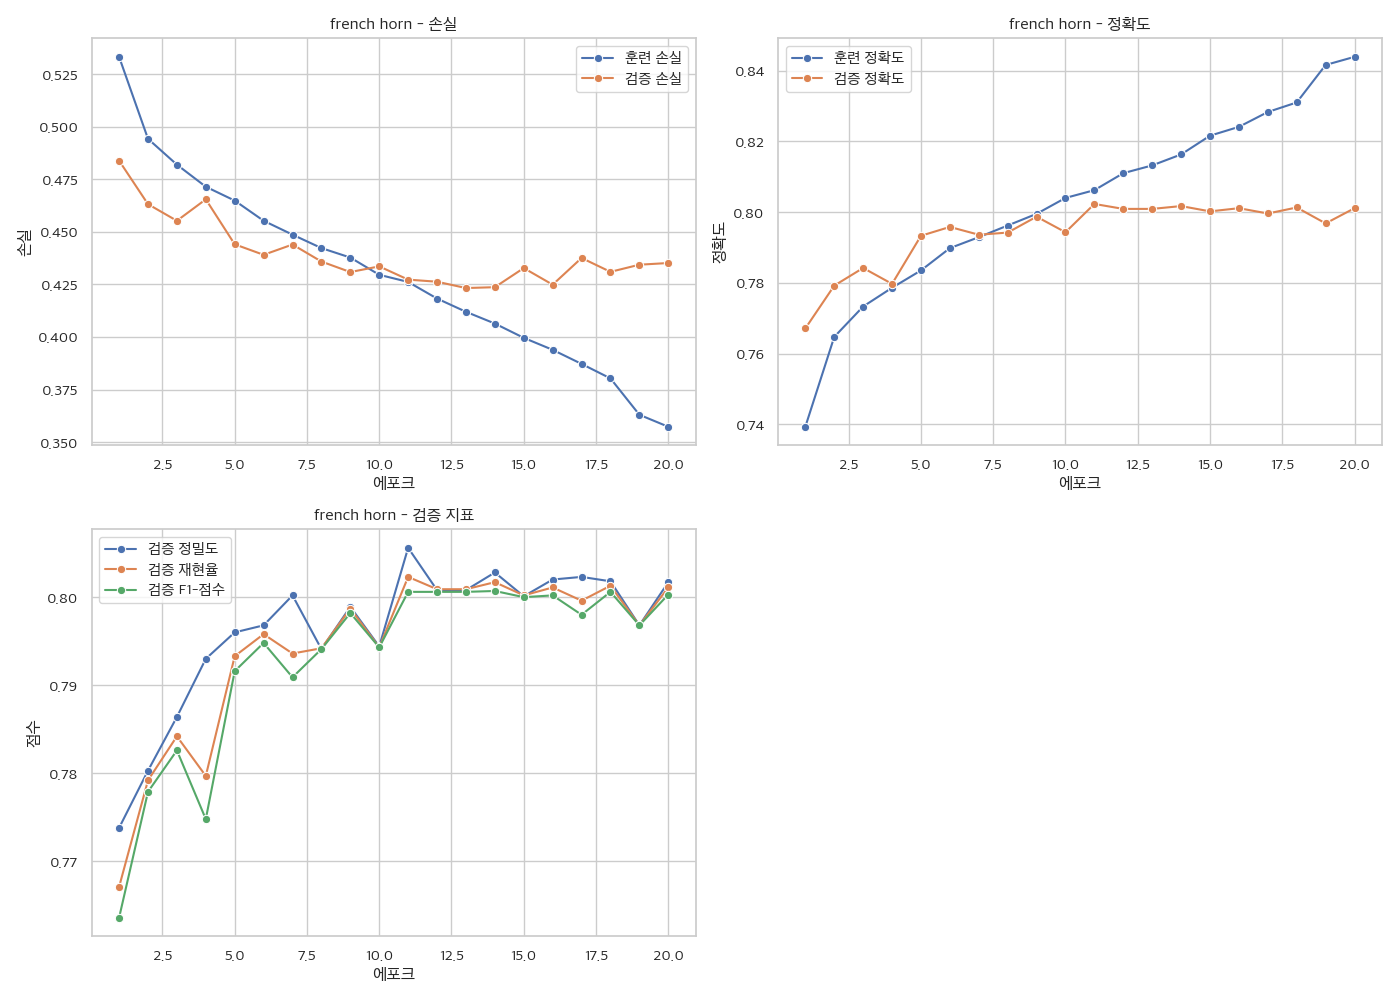 french horn – 손실
훈련 손실
검증 손실
0.525
0.500
0.475
0.450
0.425
0.400
0.375
0.350
손실
2.5 5.0 7.5 10.0 12.5 15.0 17.5 20.0
에포크
french horn – 정확도
훈련 정확도
검증 정확도
0.84
0.82
0.80
0.78
0.76
0.74
정확도
2.5 5.0 7.5 10.0 12.5 15.0 17.5 20.0
에포크
french horn – 검증 지표
검증 정밀도
검증 재현율
검증 F1-점수
0.80
0.79
0.78
0.77
점수
2.5 5.0 7.5 10.0 12.5 15.0 17.5 20.0
에포크